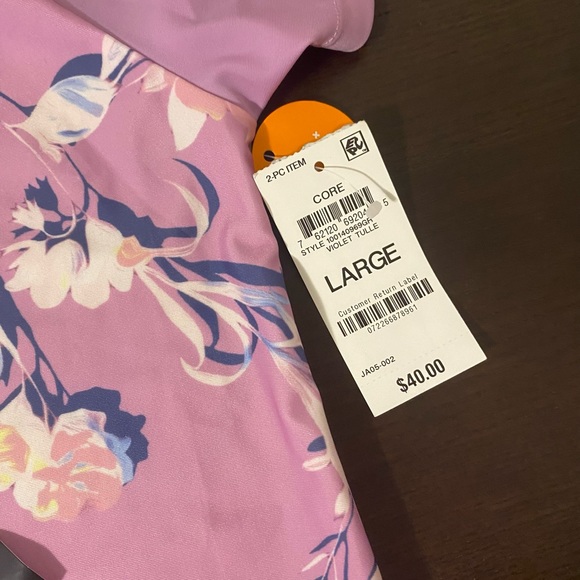 2-PC ITEM
CORE
7 62120 6920 5
STYLE 100140969GR
VIOLET TULLE
LARGE
Customer Return Label
072266878961
JA05-002
$40.00